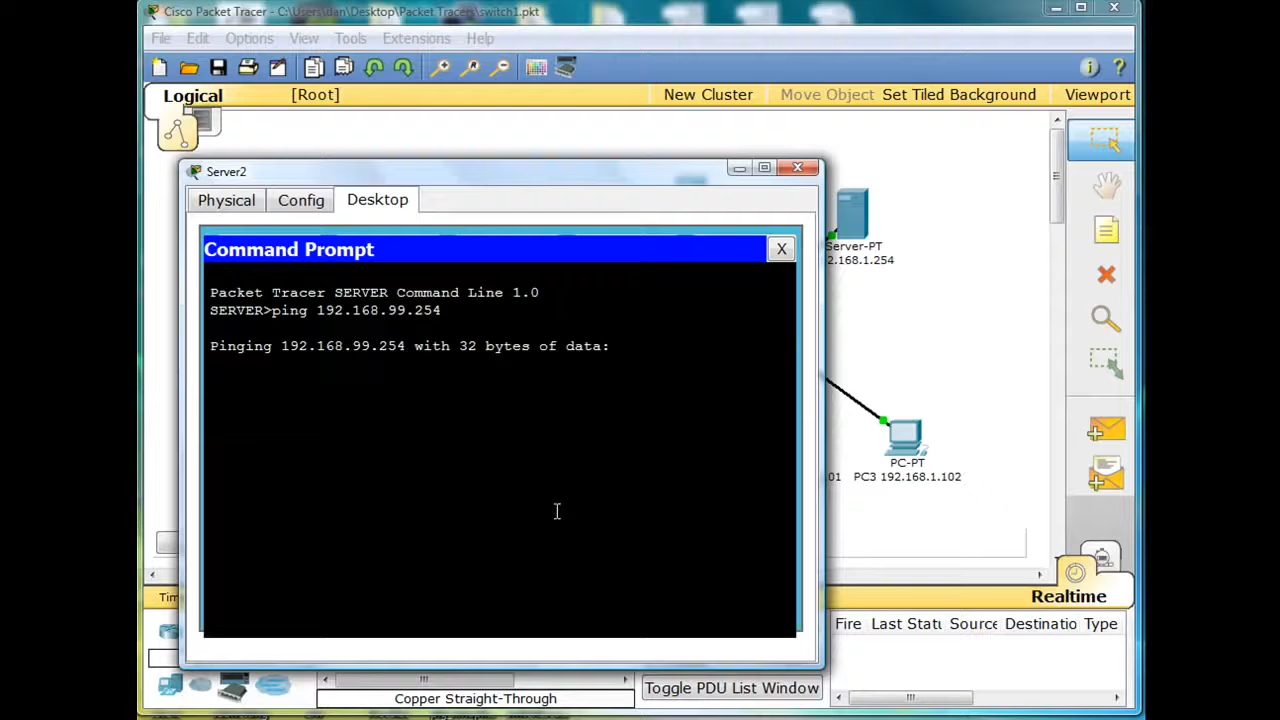 Cisco Packet Tracer - C:\Users\dan\Desktop\Packet Tracers\switch1.pkt
File Edit Options View Tools Extensions Help
Logical [Root] New Cluster Move Object Set Tiled Background Viewport
Server2
Physical Config Desktop
Command Prompt X
Packet Tracer SERVER Command Line 1.0
SERVER>ping 192.168.99.254
Pinging 192.168.99.254 with 32 bytes of data:
Server-PT
2.168.1.254
PC-PT
01 PC3 192.168.1.102
Realtime
Tim
Fire Last Statu Source Destinatio Type
Toggle PDU List Window
Copper Straight-Through